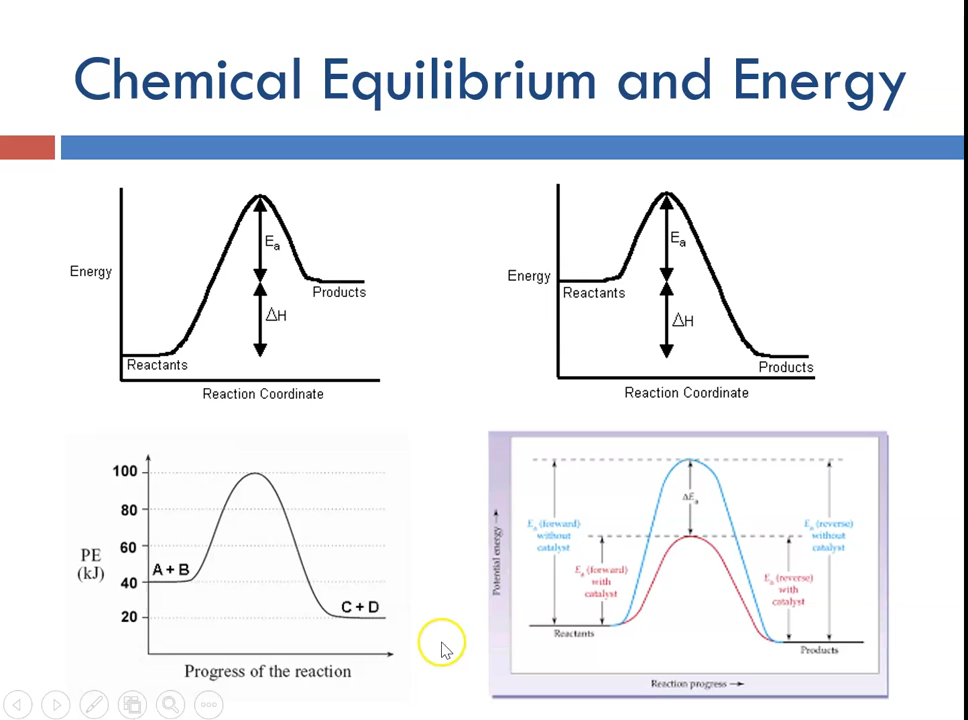 Chemical Equilibrium and Energy
Energy
Ea
ΔH
Products
Reactants
Reaction Coordinate
Energy
Ea
Reactants
ΔH
Products
Reaction Coordinate
100
80
60
PE
(kJ)
A + B
40
C + D
20
Progress of the reaction
Potential energy →
ΔEa
Ea (forward)
without
catalyst
Ea (reverse)
without
catalyst
Ea (forward)
with
catalyst
Ea (reverse)
with
catalyst
Reactants
Products
Reaction progress →